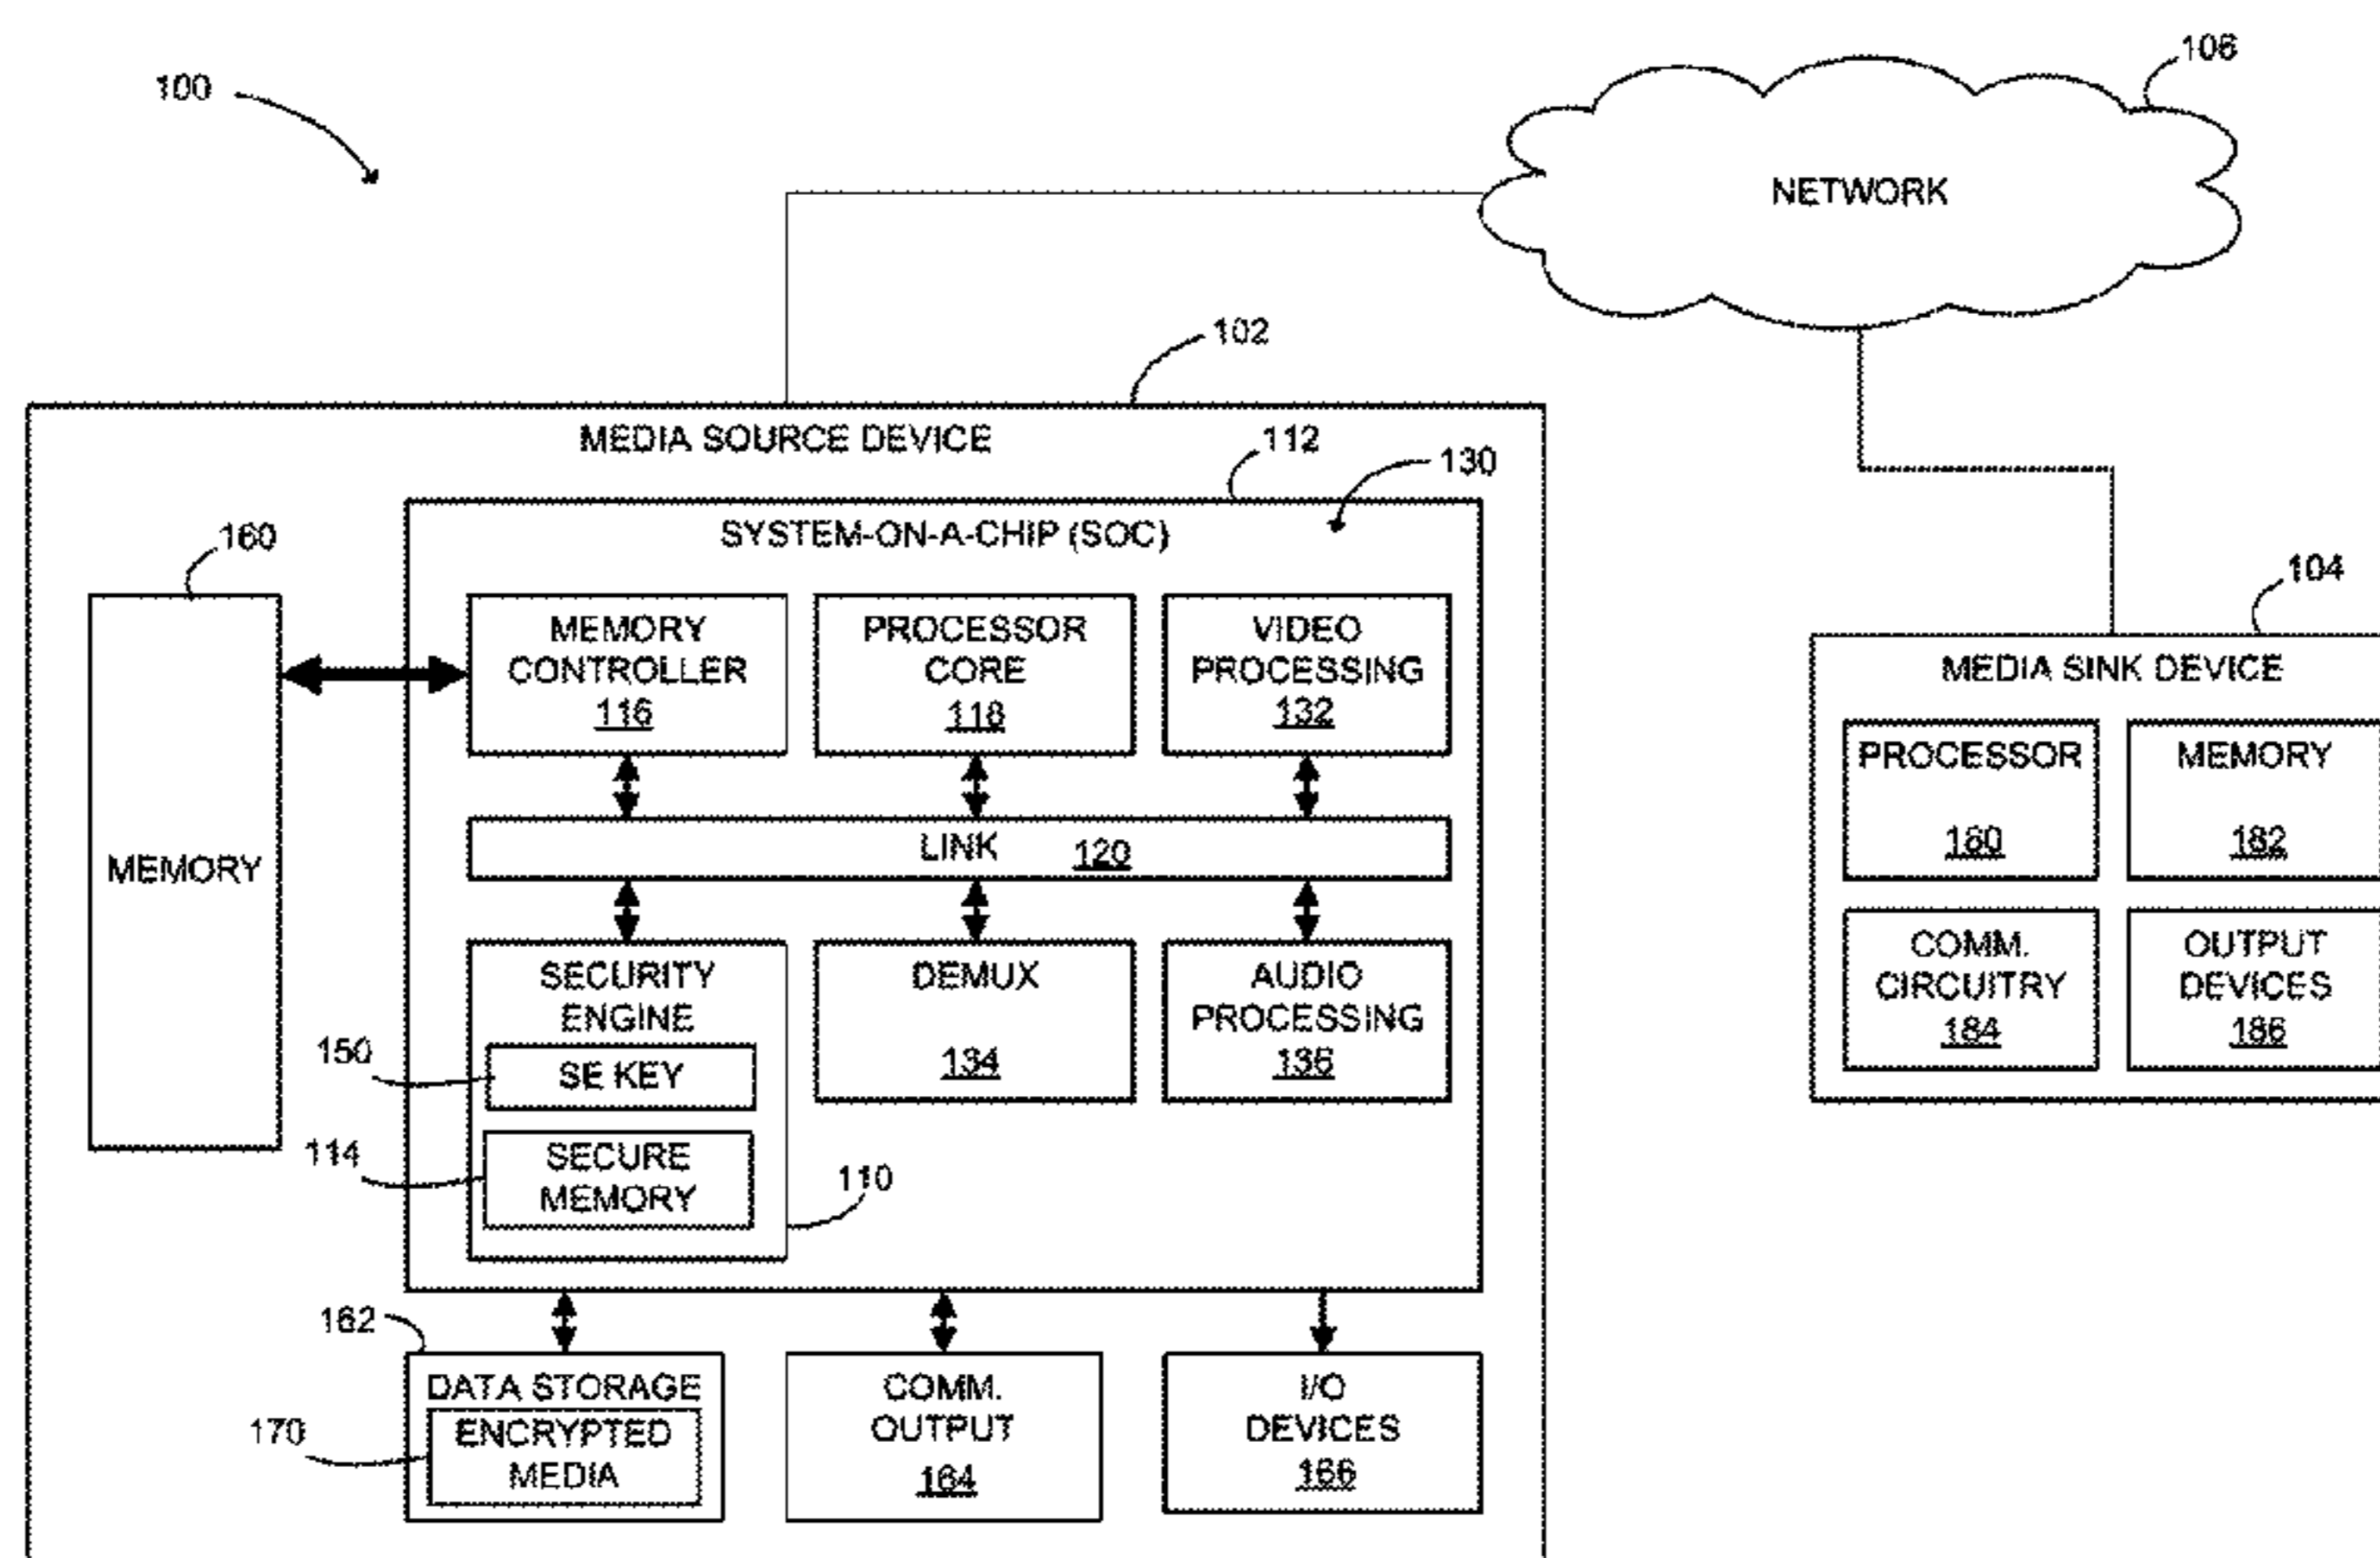 100
106
NETWORK
102
MEDIA SOURCE DEVICE
112
130
SYSTEM-ON-A-CHIP (SOC)
160
MEMORY
MEMORY
CONTROLLER
116
PROCESSOR
CORE
118
VIDEO
PROCESSING
132
LINK 120
SECURITY
ENGINE
150
SE KEY
114
SECURE
MEMORY
110
DEMUX
134
AUDIO
PROCESSING
136
162
DATA STORAGE
170
ENCRYPTED
MEDIA
COMM.
OUTPUT
164
I/O
DEVICES
166
104
MEDIA SINK DEVICE
PROCESSOR
180
MEMORY
182
COMM.
CIRCUITRY
184
OUTPUT
DEVICES
186